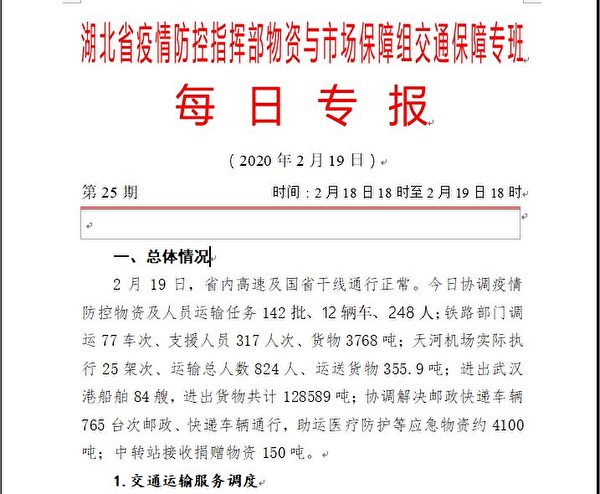 湖北省疫情防控指挥部物资与市场保障组交通保障专班
每日专报
（2020年2月19日）
第25期 时间：2月18日18时至2月19日18时
一、总体情况
2月19日，省内高速及国省干线通行正常。今日协调疫情
防控物资及人员运输任务142批、12辆车、248人；铁路部门调
运77车次、支援人员317人次、货物3768吨；天河机场实际执
行25架次、运输总人数824人、运送货物355.9吨；进出武汉
港船舶84艘，进出货物共计128589吨；协调解决邮政快递车辆
765台次邮政、快递车辆通行，助运医疗防护等应急物资约4100
吨；中转站接收捐赠物资150吨。
1.交通运输服务调度